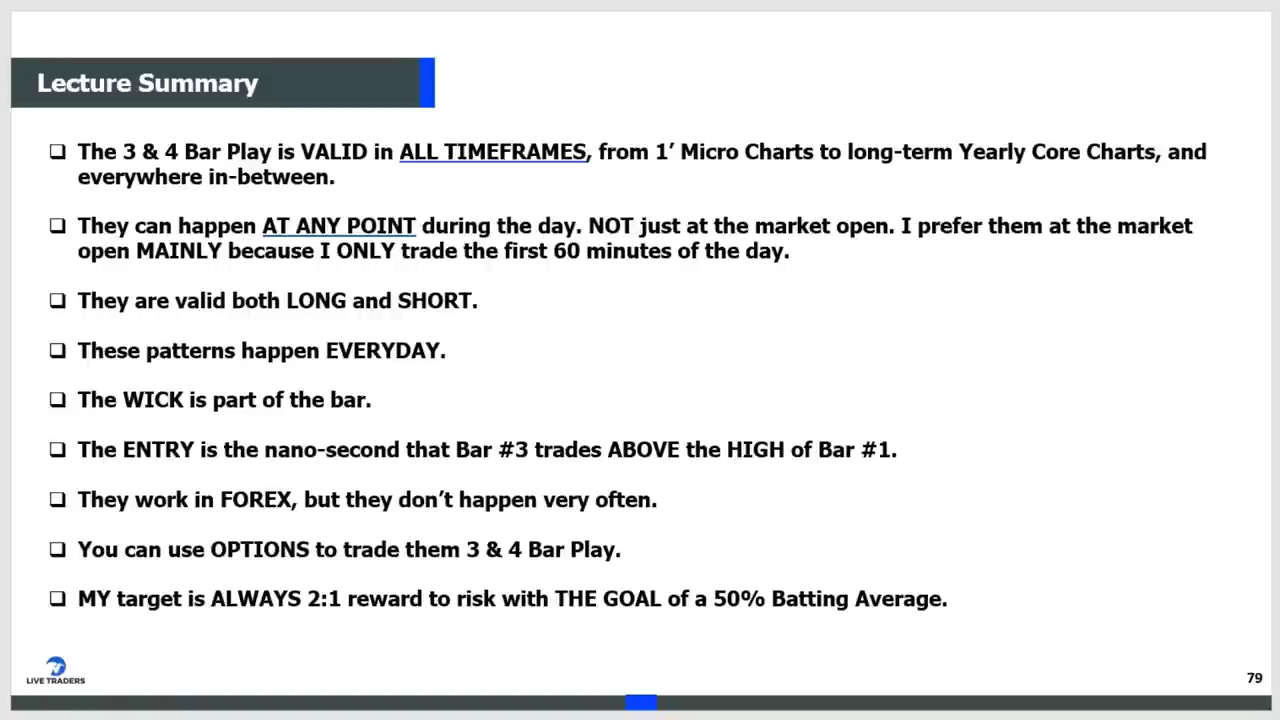 Lecture Summary
The 3 & 4 Bar Play is VALID in ALL TIMEFRAMES, from 1’ Micro Charts to long-term Yearly Core Charts, and
everywhere in-between.
They can happen AT ANY POINT during the day. NOT just at the market open. I prefer them at the market
open MAINLY because I ONLY trade the first 60 minutes of the day.
They are valid both LONG and SHORT.
These patterns happen EVERYDAY.
The WICK is part of the bar.
The ENTRY is the nano-second that Bar #3 trades ABOVE the HIGH of Bar #1.
They work in FOREX, but they don’t happen very often.
You can use OPTIONS to trade them 3 & 4 Bar Play.
MY target is ALWAYS 2:1 reward to risk with THE GOAL of a 50% Batting Average.
LIVE TRADERS
79